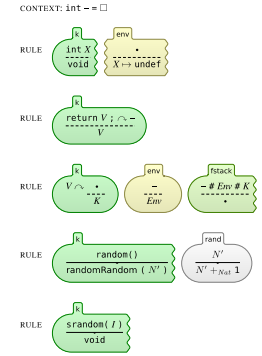 CONTEXT: int − = □
k env
RULE int X •
void X ↦ undef
k
RULE return V ; ↷ −
V
k env fstack
RULE V ↷ • − − # Env # K
K Env •
k rand
RULE random() N′
randomRandom ( N′ ) N′ +Nat 1
k
RULE srandom( I )
void